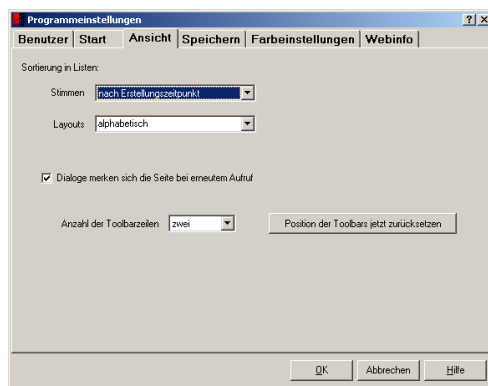 Programmeinstellungen
Benutzer Start Ansicht Speichern Farbeinstellungen Webinfo
Sortierung in Listen:
Stimmen nach Erstellungszeitpunkt
Layouts alphabetisch
Dialoge merken sich die Seite bei erneutem Aufruf
Anzahl der Toolbarzeilen zwei Position der Toolbars jetzt zurücksetzen
OK Abbrechen Hilfe